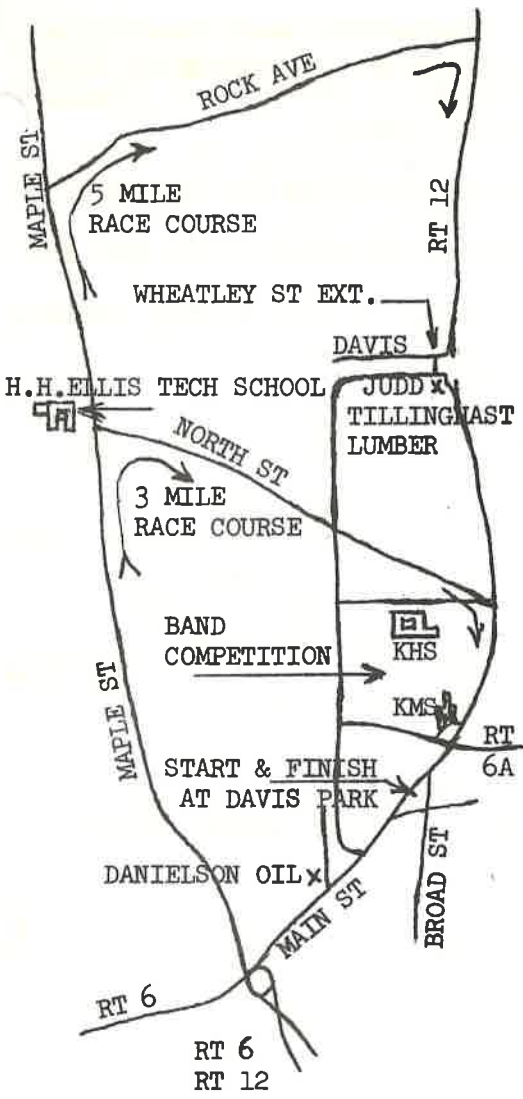 ROCK AVE
MAPLE ST
5 MILE
RACE COURSE
RT 12
WHEATLEY ST EXT.
DAVIS
H.H.ELLIS TECH SCHOOL
JUDD x
TILLINGHAST
LUMBER
NORTH ST
3 MILE
RACE COURSE
BAND
COMPETITION
KHS
KMS
MAPLE ST
RT
6A
START & FINISH
AT DAVIS PARK
DANIELSON OIL x
MAIN ST
BROAD ST
RT 6
RT 6
RT 12